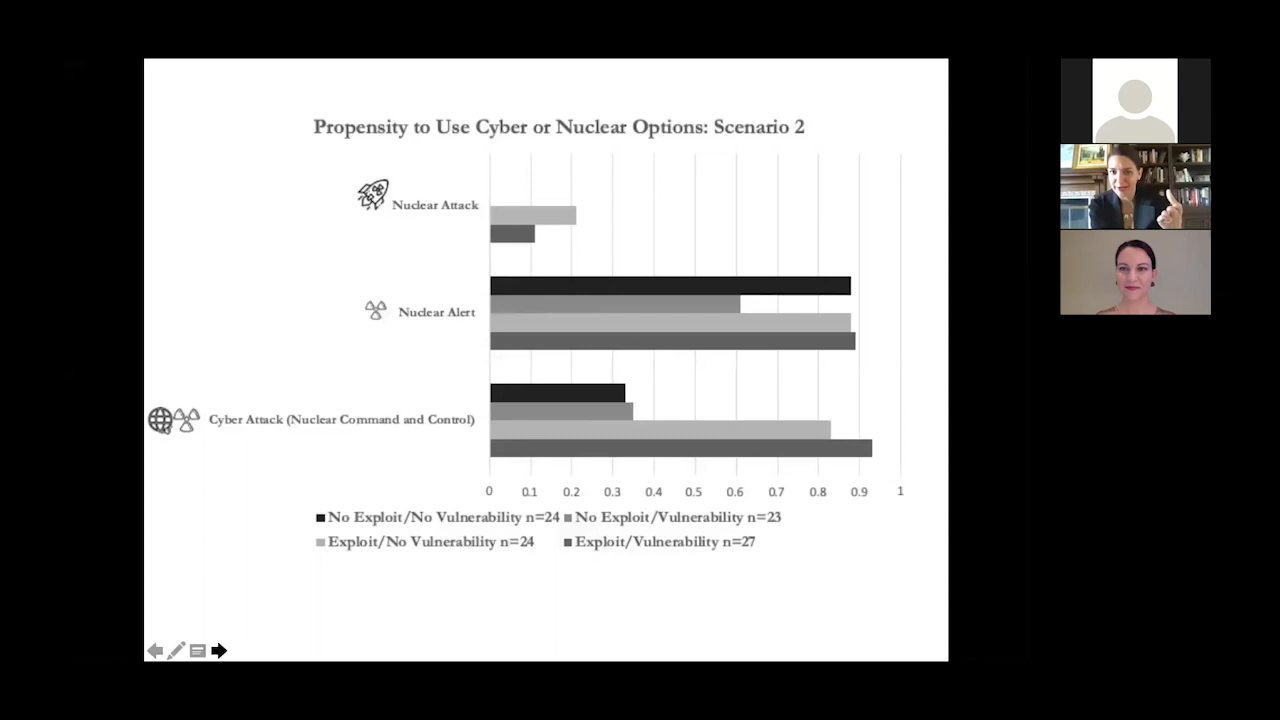 Propensity to Use Cyber or Nuclear Options: Scenario 2
Nuclear Attack
Nuclear Alert
Cyber Attack (Nuclear Command and Control)
0 0.1 0.2 0.3 0.4 0.5 0.6 0.7 0.8 0.9 1
No Exploit/No Vulnerability n=24 No Exploit/Vulnerability n=23
Exploit/No Vulnerability n=24 Exploit/Vulnerability n=27